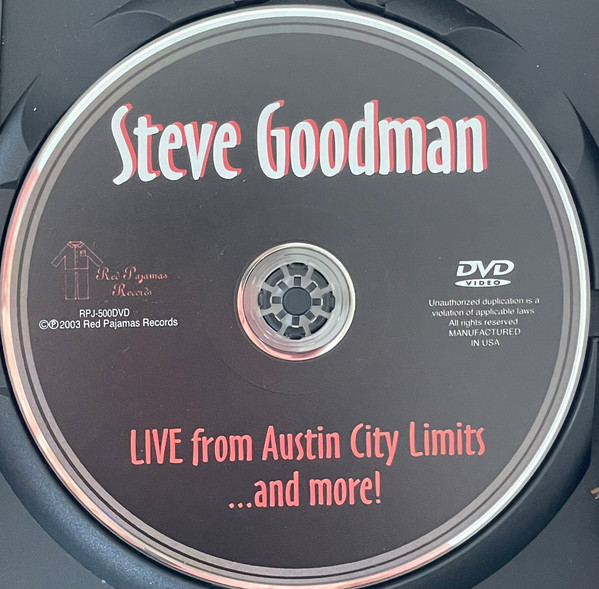 Steve Goodman
Red Pajamas
Records
RPJ-500DVD
©℗2003 Red Pajamas Records
DVD
VIDEO
Unauthorized duplication is a
violation of applicable laws.
All rights reserved
MANUFACTURED
IN USA
LIVE from Austin City Limits
...and more!